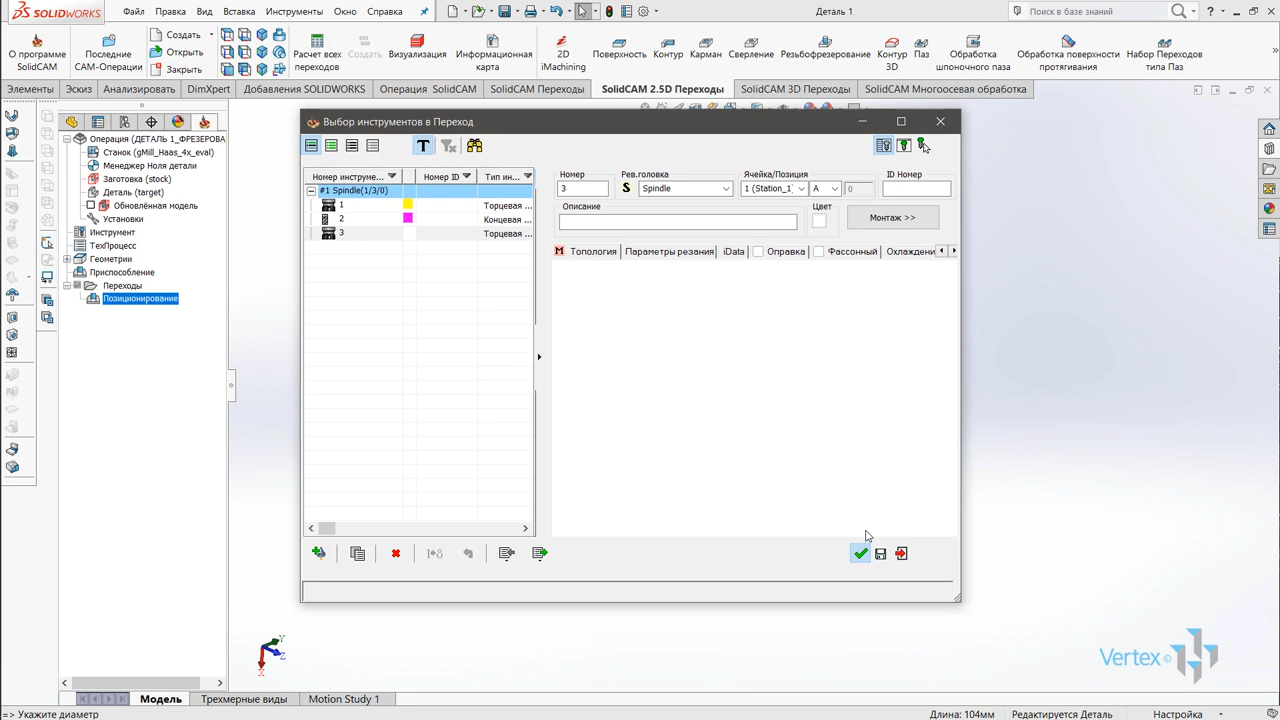 SOLIDWORKS
Файл Правка Вид Вставка Инструменты Окно Справка
Деталь 1
Поиск в базе знаний
?
О программе SolidCAM
Последние CAM-Операции
Создать
Открыть
Закрыть
Расчет всех переходов
Создать
Визуализация
Информационная карта
2D iMachining
Поверхность
Контур
Карман
Сверление
Резьбофрезерование
Контур 3D
Паз
Обработка шпоночного паза
Обработка поверхности протягивания
Набор Переходов типа Паз
Элементы Эскиз Анализировать DimXpert Добавления SOLIDWORKS Операция SolidCAM SolidCAM Переходы SolidCAM 2.5D Переходы SolidCAM 3D Переходы SolidCAM Многоосевая обработка
Операция (ДЕТАЛЬ 1_ФРЕЗЕРОВА
Станок (gMill_Haas_4x_eval)
Менеджер Ноля детали
Заготовка (stock)
Деталь (target)
Обновлённая модель
Установки
Инструмент
ТехПроцесс
Геометрии
Приспособление
Переходы
Позиционирование
Выбор инструментов в Переход
T
Номер инструме... Номер ID Тип ин...
#1 Spindle(1/3/0)
1 Торцевая ...
2 Концевая ...
3 Торцевая ...
Номер Рев.головка Ячейка/Позиция ID Номер
3 S Spindle 1 (Station_1) A 0
Описание Цвет
Монтаж >>
M Топология Параметры резания iData Оправка Фассонный Охлаждени
Y
Z
X
Vertex ©
Модель Трехмерные виды Motion Study 1
=> Укажите диаметр
Длина: 104мм Редактируется Деталь Настройка